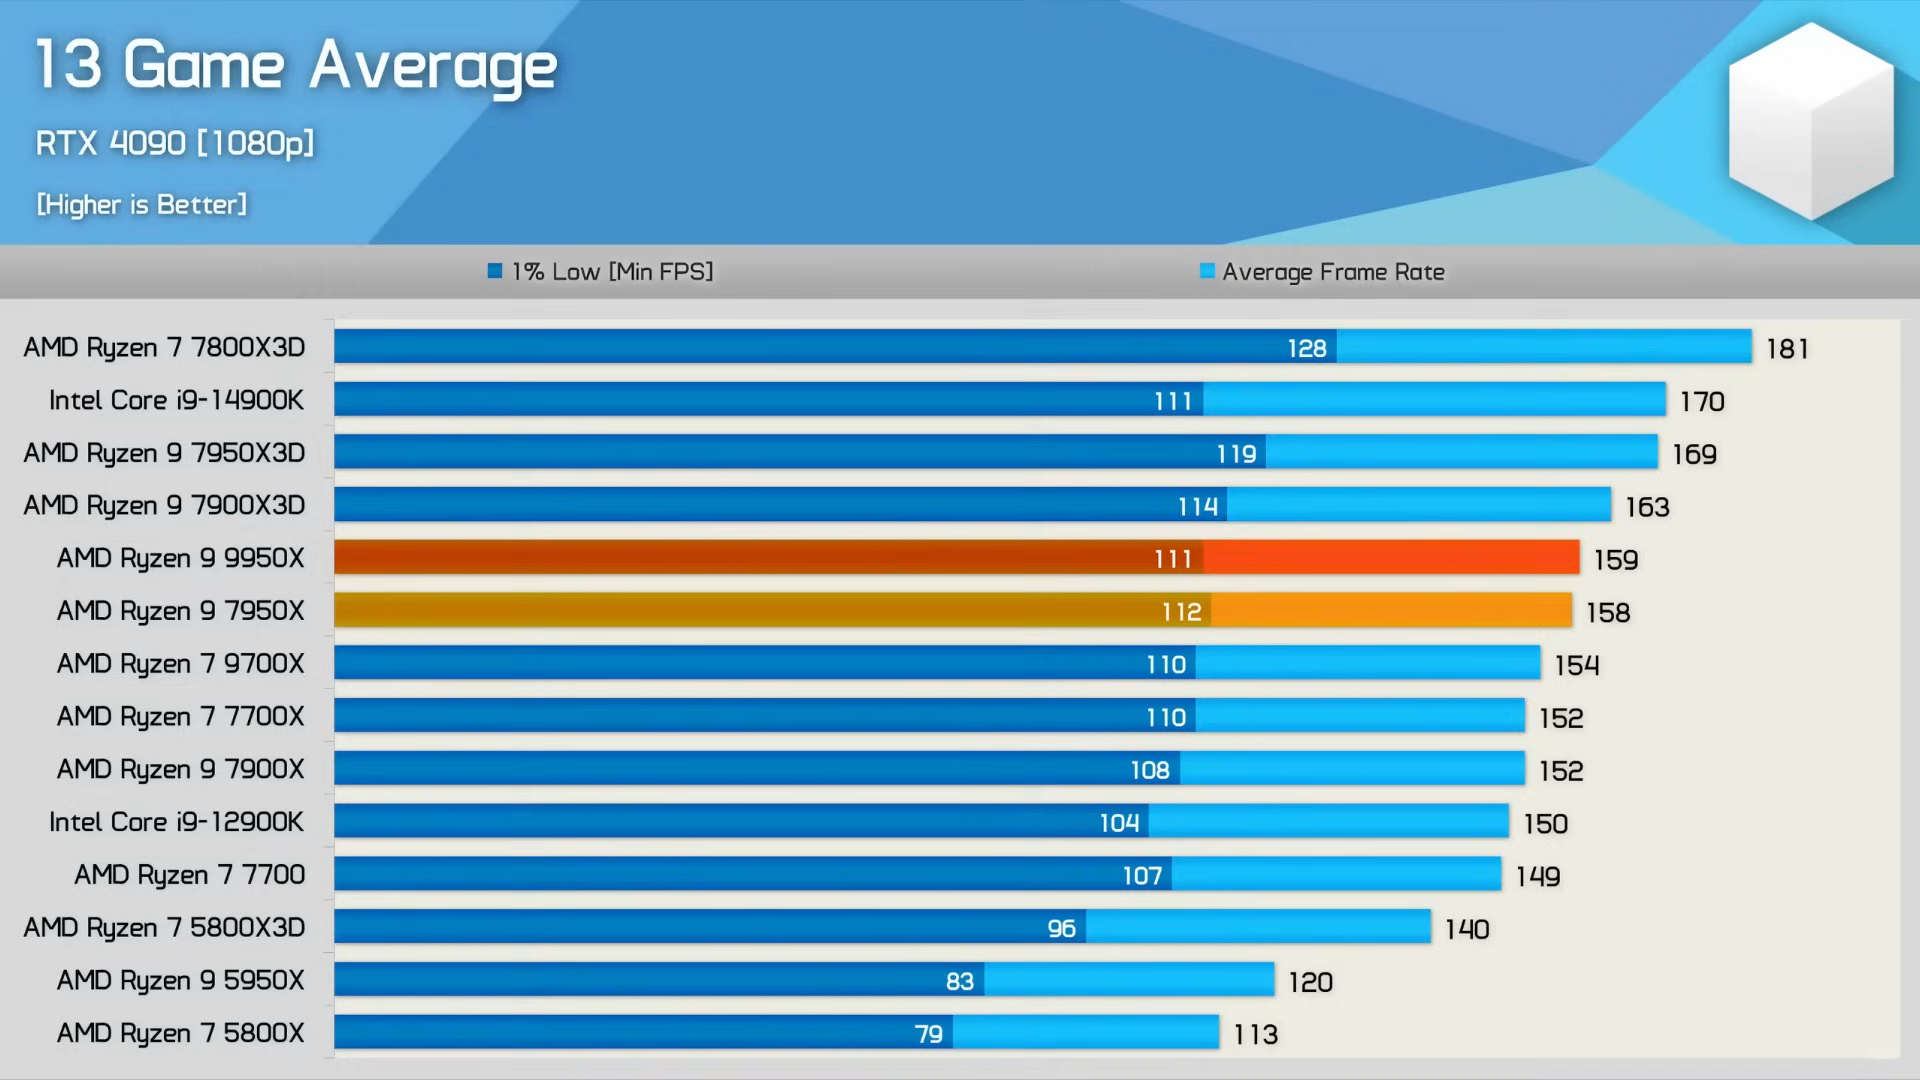 13 Game Average
RTX 4090 [1080p]
[Higher is Better]
1% Low [Min FPS] Average Frame Rate
AMD Ryzen 7 7800X3D 128 181
Intel Core i9-14900K 111 170
AMD Ryzen 9 7950X3D 119 169
AMD Ryzen 9 7900X3D 114 163
AMD Ryzen 9 9950X 111 159
AMD Ryzen 9 7950X 112 158
AMD Ryzen 7 9700X 110 154
AMD Ryzen 7 7700X 110 152
AMD Ryzen 9 7900X 108 152
Intel Core i9-12900K 104 150
AMD Ryzen 7 7700 107 149
AMD Ryzen 7 5800X3D 96 140
AMD Ryzen 9 5950X 83 120
AMD Ryzen 7 5800X 79 113